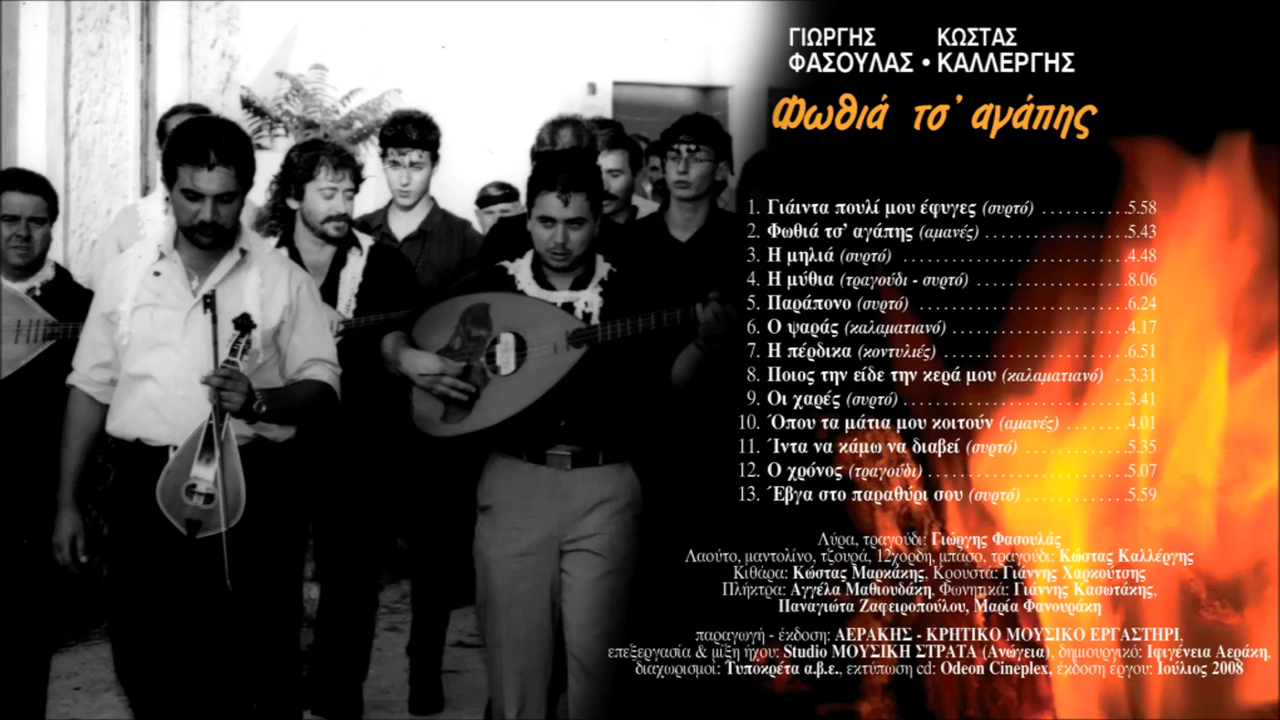 ΓΙΩΡΓΗΣ ΚΩΣΤΑΣ
ΦΑΣΟΥΛΑΣ • ΚΑΛΛΕΡΓΗΣ
Φωθιά τσ' αγάπης
1. Γιάιντα πουλί μου έφυγες (συρτό) ...........5.58
2. Φωθιά τσ' αγάπης (αμανές) .................5.43
3. Η μηλιά (συρτό) ...........................4.48
4. Η μύθια (τραγούδι - συρτό) ..................8.06
5. Παράπονο (συρτό) .........................6.24
6. Ο ψαράς (καλαματιανό) ....................4.17
7. Η πέρδικα (κοντυλιές) .....................6.51
8. Ποιος την είδε την κερά μου (καλαματιανό) ..3.31
9. Οι χαρές (συρτό) ..........................3.41
10. Όπου τα μάτια μου κοιτούν (αμανές) .......4.01
11. Ίντα να κάμω να διαβεί (συρτό) .............5.35
12. Ο χρόνος (τραγούδι) .......................5.07
13. Έβγα στο παραθύρι σου (συρτό) ............5.59
Λύρα, τραγούδι: Γιώργης Φασουλάς
Λαούτο, μαντολίνο, τζουρά, 12χορδη, μπάσο, τραγούδι: Κώστας Καλλέργης
Κιθάρα: Κώστας Μαρκάκης, Κρουστά: Γιάννης Χαρκούτσης
Πλήκτρα: Αγγέλα Μαθιουδάκη, Φωνητικά: Γιάννης Κασωτάκης,
Παναγιώτα Ζαφειροπούλου, Μαρία Φανουράκη
παραγωγή - έκδοση: ΑΕΡΑΚΗΣ - ΚΡΗΤΙΚΟ ΜΟΥΣΙΚΟ ΕΡΓΑΣΤΗΡΙ,
επεξεργασία & μίξη ήχου: Studio ΜΟΥΣΙΚΗ ΣΤΡΑΤΑ (Ανώγεια), δημιουργικό: Ιφιγένεια Αεράκη,
διαχωρισμοί: Τυποκρέτα α.β.ε., εκτύπωση cd: Odeon Cineplex, έκδοση έργου: Ιούλιος 2008